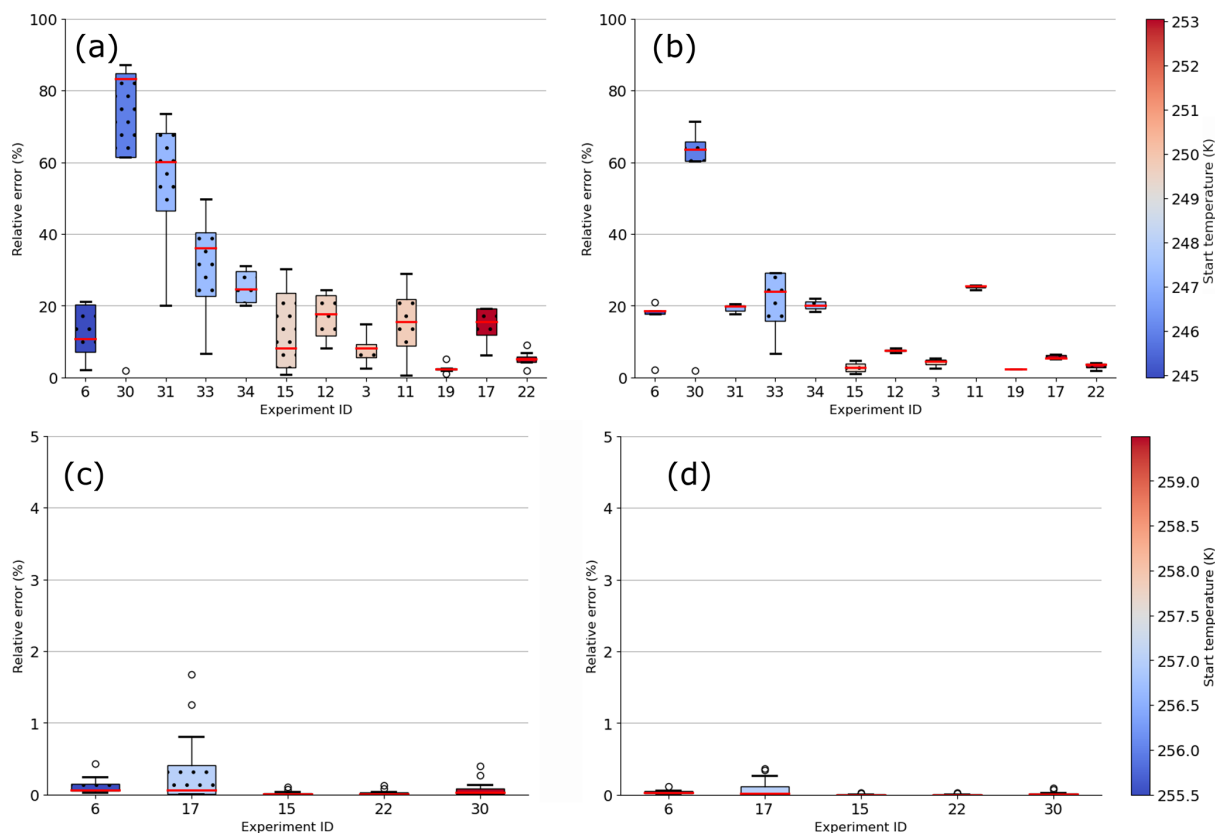 (a)
Relative error (%)
100
80
60
40
20
0
6 30 31 33 34 15 12 3 11 19 17 22
Experiment ID
(b)
Relative error (%)
100
80
60
40
20
0
6 30 31 33 34 15 12 3 11 19 17 22
Experiment ID
253
252
251
250
249
248
247
246
245
Start temperature (K)
(c)
Relative error (%)
5
4
3
2
1
0
6 17 15 22 30
Experiment ID
(d)
Relative error (%)
5
4
3
2
1
0
6 17 15 22 30
Experiment ID
259.0
258.5
258.0
257.5
257.0
256.5
256.0
255.5
Start temperature (K)